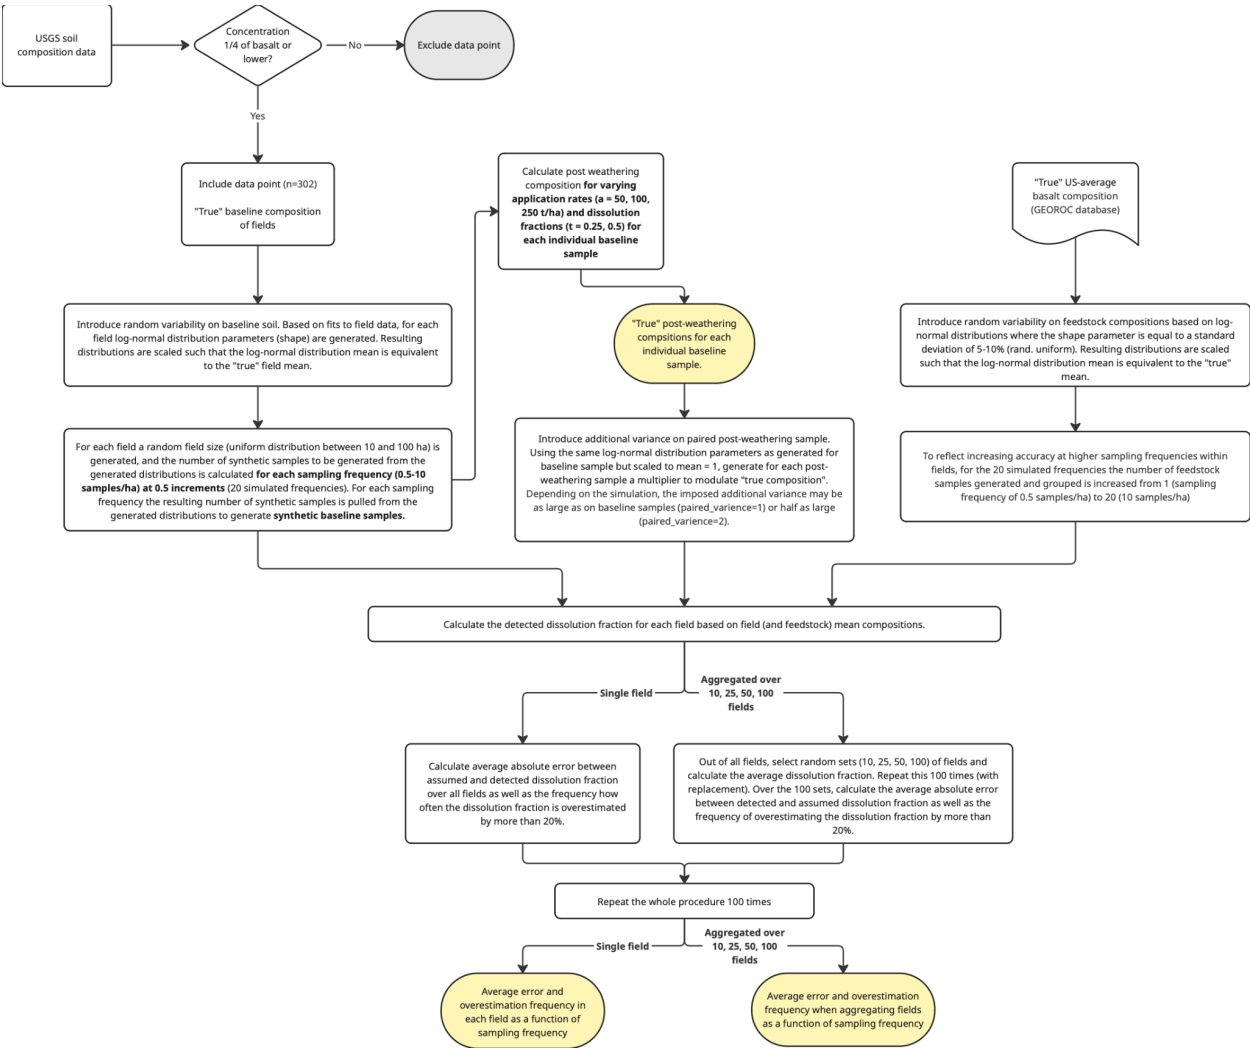 USGS soil
composition data
Concentration
1/4 of basalt or
lower?
No
Exclude data point
Yes
Include data point (n=302)
"True" baseline composition
of fields
Calculate post weathering
composition for varying
application rates (a = 50, 100,
250 t/ha) and dissolution
fractions (t = 0.25, 0.5) for
each individual baseline
sample
"True" US-average
basalt composition
(GEOROC database)
Introduce random variability on baseline soil. Based on fits to field data, for each
field log-normal distribution parameters (shape) are generated. Resulting
distributions are scaled such that the log-normal distribution mean is equivalent
to the "true" field mean.
"True" post-weathering
compsitions for each
individual baseline
sample.
Introduce random variability on feedstock compositions based on log-
normal distributions where the shape parameter is equal to a standard
deviation of 5-10% (rand. uniform). Resulting distributions are scaled
such that the log-normal distribution mean is equivalent to the "true"
mean.
For each field a random field size (uniform distribution between 10 and 100 ha) is
generated, and the number of synthetic samples to be generated from the
generated distributions is calculated for each sampling frequency (0.5-10
samples/ha) at 0.5 increments (20 simulated frequencies). For each sampling
frequency the resulting number of synthetic samples is pulled from the
generated distributions to generate synthetic baseline samples.
Introduce additional variance on paired post-weathering sample.
Using the same log-normal distribution parameters as generated for
baseline sample but scaled to mean = 1, generate for each post-
weathering sample a multiplier to modulate "true composition".
Depending on the simulation, the imposed additional variance may be
as large as on baseline samples (paired_varience=1) or half as large
(paired_varience=2).
To reflect increasing accuracy at higher sampling frequencies within
fields, for the 20 simulated frequencies the number of feedstock
samples generated and grouped is increased from 1 (sampling
frequency of 0.5 samples/ha) to 20 (10 samples/ha)
Calculate the detected dissolution fraction for each field based on field (and feedstock) mean compositions.
Single field
Aggregated over
10, 25, 50, 100
fields
Calculate average absolute error between
assumed and detected dissolution fraction
over all fields as well as the frequency how
often the dissolution fraction is overestimated
by more than 20%.
Out of all fields, select random sets (10, 25, 50, 100) of fields and
calculate the average dissolution fraction. Repeat this 100 times (with
replacement). Over the 100 sets, calculate the average absolute error
between detected and assumed dissolution fraction as well as the
frequency of overestimating the dissolution fraction by more than
20%.
Repeat the whole procedure 100 times
Single field
Aggregated over
10, 25, 50, 100
fields
Average error and
overestimation frequency in
each field as a function of
sampling frequency
Average error and overestimation
frequency when aggregating fields
as a function of sampling frequency